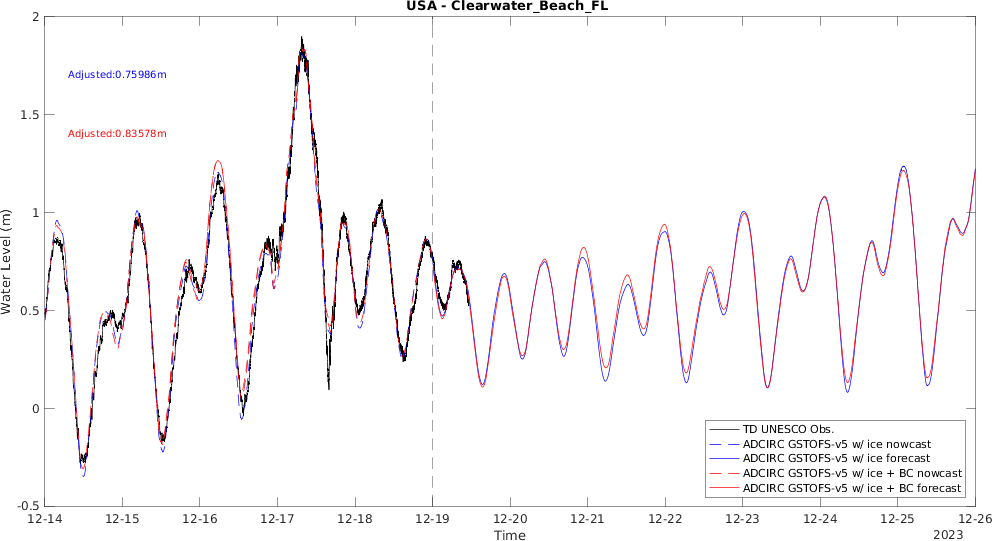 USA - Clearwater_Beach_FL
2
1.5
1
0.5
0
-0.5
Water Level (m)
Adjusted:0.75986m
Adjusted:0.83578m
TD UNESCO Obs.
ADCIRC GSTOFS-v5 w/ ice nowcast
ADCIRC GSTOFS-v5 w/ ice forecast
ADCIRC GSTOFS-v5 w/ ice + BC nowcast
ADCIRC GSTOFS-v5 w/ ice + BC forecast
12-14 12-15 12-16 12-17 12-18 12-19 12-20 12-21 12-22 12-23 12-24 12-25 12-26
Time
2023